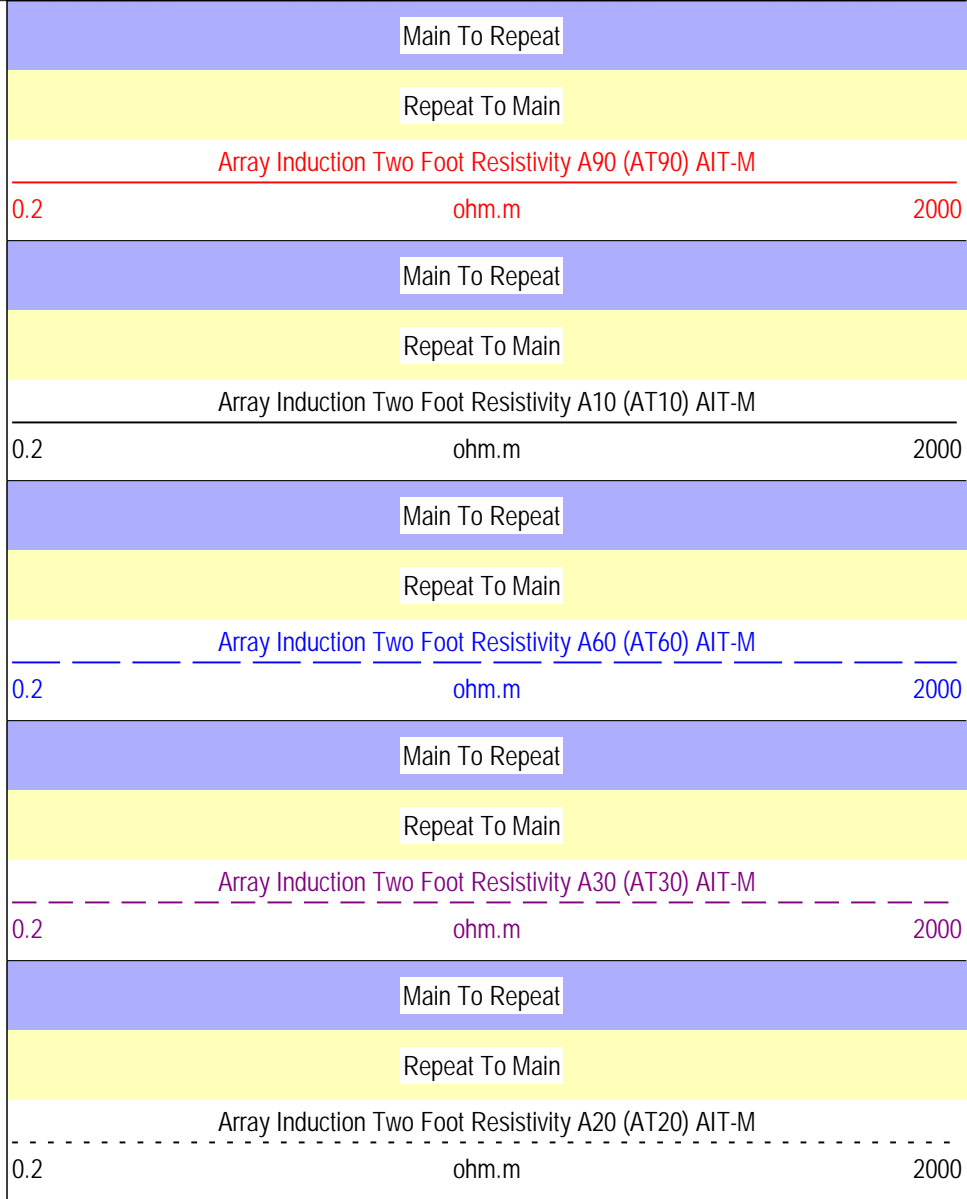 Main To Repeat
Repeat To Main
Array Induction Two Foot Resistivity A90 (AT90) AIT-M
0.2 ohm.m 2000
Main To Repeat
Repeat To Main
Array Induction Two Foot Resistivity A10 (AT10) AIT-M
0.2 ohm.m 2000
Main To Repeat
Repeat To Main
Array Induction Two Foot Resistivity A60 (AT60) AIT-M
0.2 ohm.m 2000
Main To Repeat
Repeat To Main
Array Induction Two Foot Resistivity A30 (AT30) AIT-M
0.2 ohm.m 2000
Main To Repeat
Repeat To Main
Array Induction Two Foot Resistivity A20 (AT20) AIT-M
0.2 ohm.m 2000